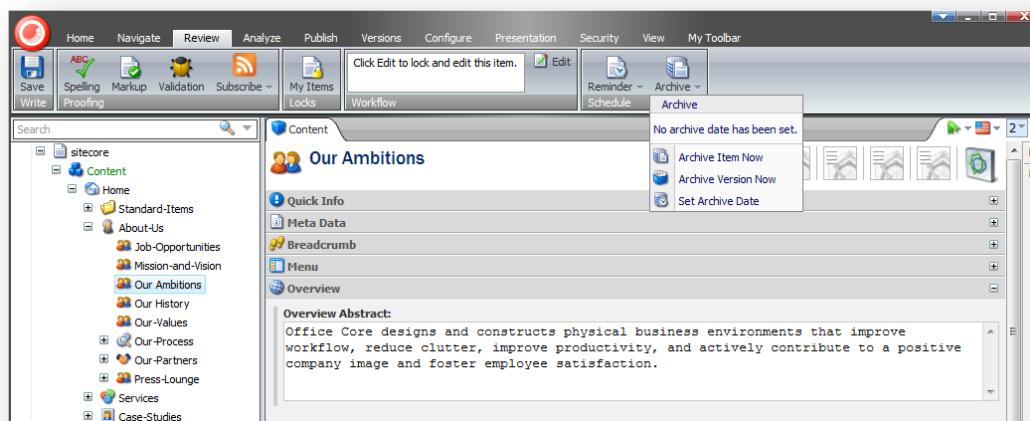 Home Navigate Review Analyze Publish Versions Configure Presentation Security View My Toolbar
ABC
Save Spelling Markup Validation Subscribe My Items Click Edit to lock and edit this item. Edit Reminder Archive
Write Proofing Locks Workflow Schedule
Archive
No archive date has been set.
Archive Item Now
Archive Version Now
Set Archive Date
Search
sitecore
Content
Home
Standard-Items
About-Us
Job-Opportunities
Mission-and-Vision
Our Ambitions
Our History
Our-Values
Our-Process
Our-Partners
Press-Lounge
Services
Case-Studies
Content
2
Our Ambitions
Quick Info
Meta Data
Breadcrumb
Menu
Overview
Overview Abstract:
Office Core designs and constructs physical business environments that improve
workflow, reduce clutter, improve productivity, and actively contribute to a positive
company image and foster employee satisfaction.